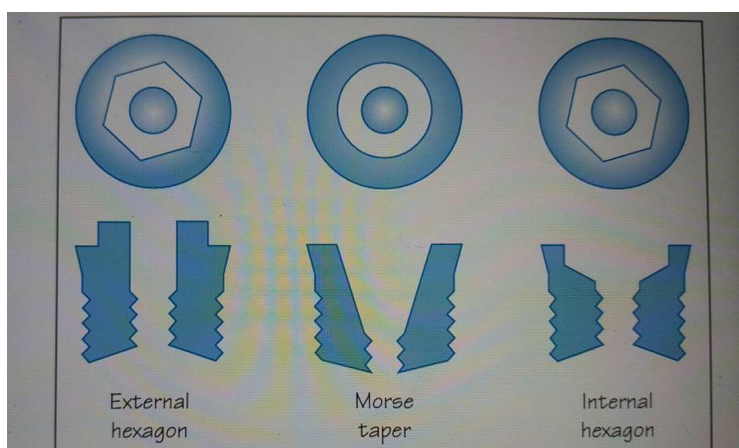 External
hexagon
Morse
taper
Internal
hexagon